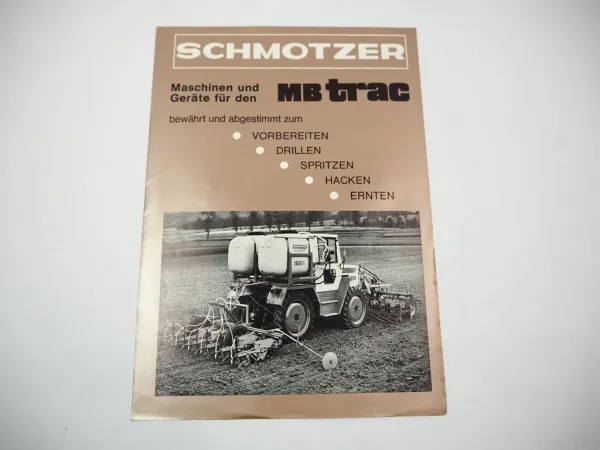 SCHMOTZER
Maschinen und
Geräte für den
MB trac
bewährt und abgestimmt zum
VORBEREITEN
DRILLEN
SPRITZEN
HACKEN
ERNTEN